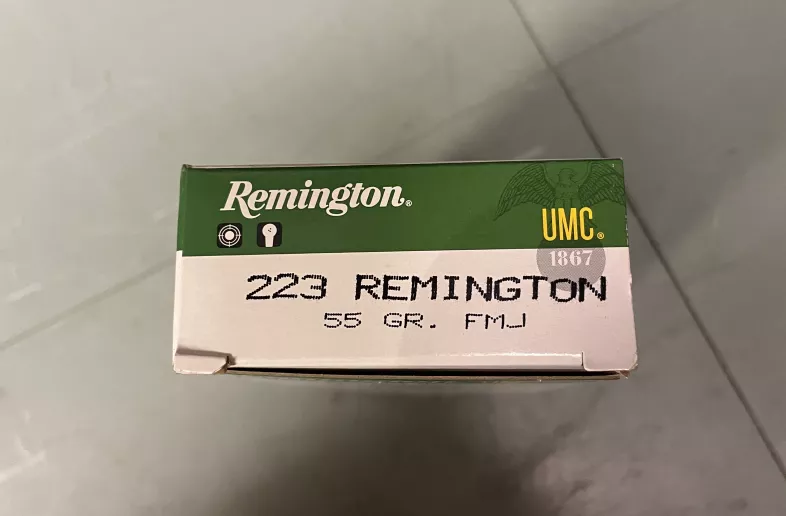 Remington®
UMC®
1867
223 REMINGTON
55 GR. FMJ